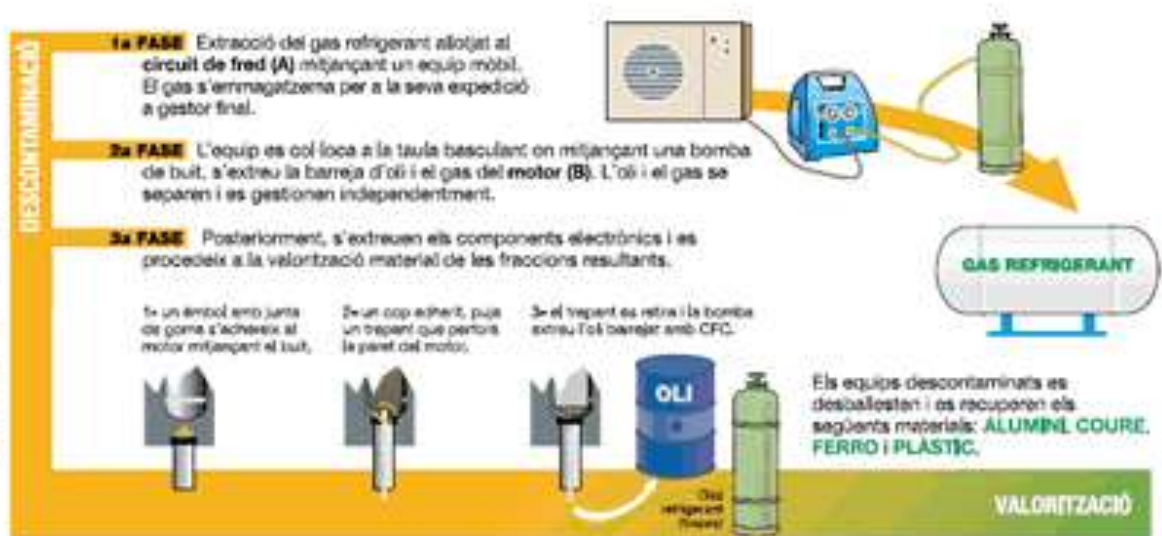 DESCONTAMINACIÓ
1a FASE Extracció del gas refrigerant allotjat al
circuit de fred (A) mitjançant un equip mòbil.
El gas s'emmagatzema per a la seva expedició
a gestor final.
2a FASE L'equip es col·loca a la taula basculant on mitjançant una bomba
de buit, s'extreu la barreja d'oli i el gas del motor (B). L'oli i el gas se
separen i es gestionen independentment.
3a FASE Posteriorment, s'extreuen els components electrònics i es
procedeix a la valorització material de les fraccions resultants.
GAS REFRIGERANT
1- un èmbol amb junta
de goma s'adhereix al
motor mitjançant el buit.
2- un cop adherit, puja
un trepant que perfora
la paret del motor.
3- el trepant es retira i la bomba
extreu l'oli barrejat amb CFC.
OLI
Gas
refrigerant
Els equips descontaminats es
desballesten i es recuperen els
següents materials: ALUMINI, COURE,
FERRO i PLÀSTIC.
VALORITZACIÓ